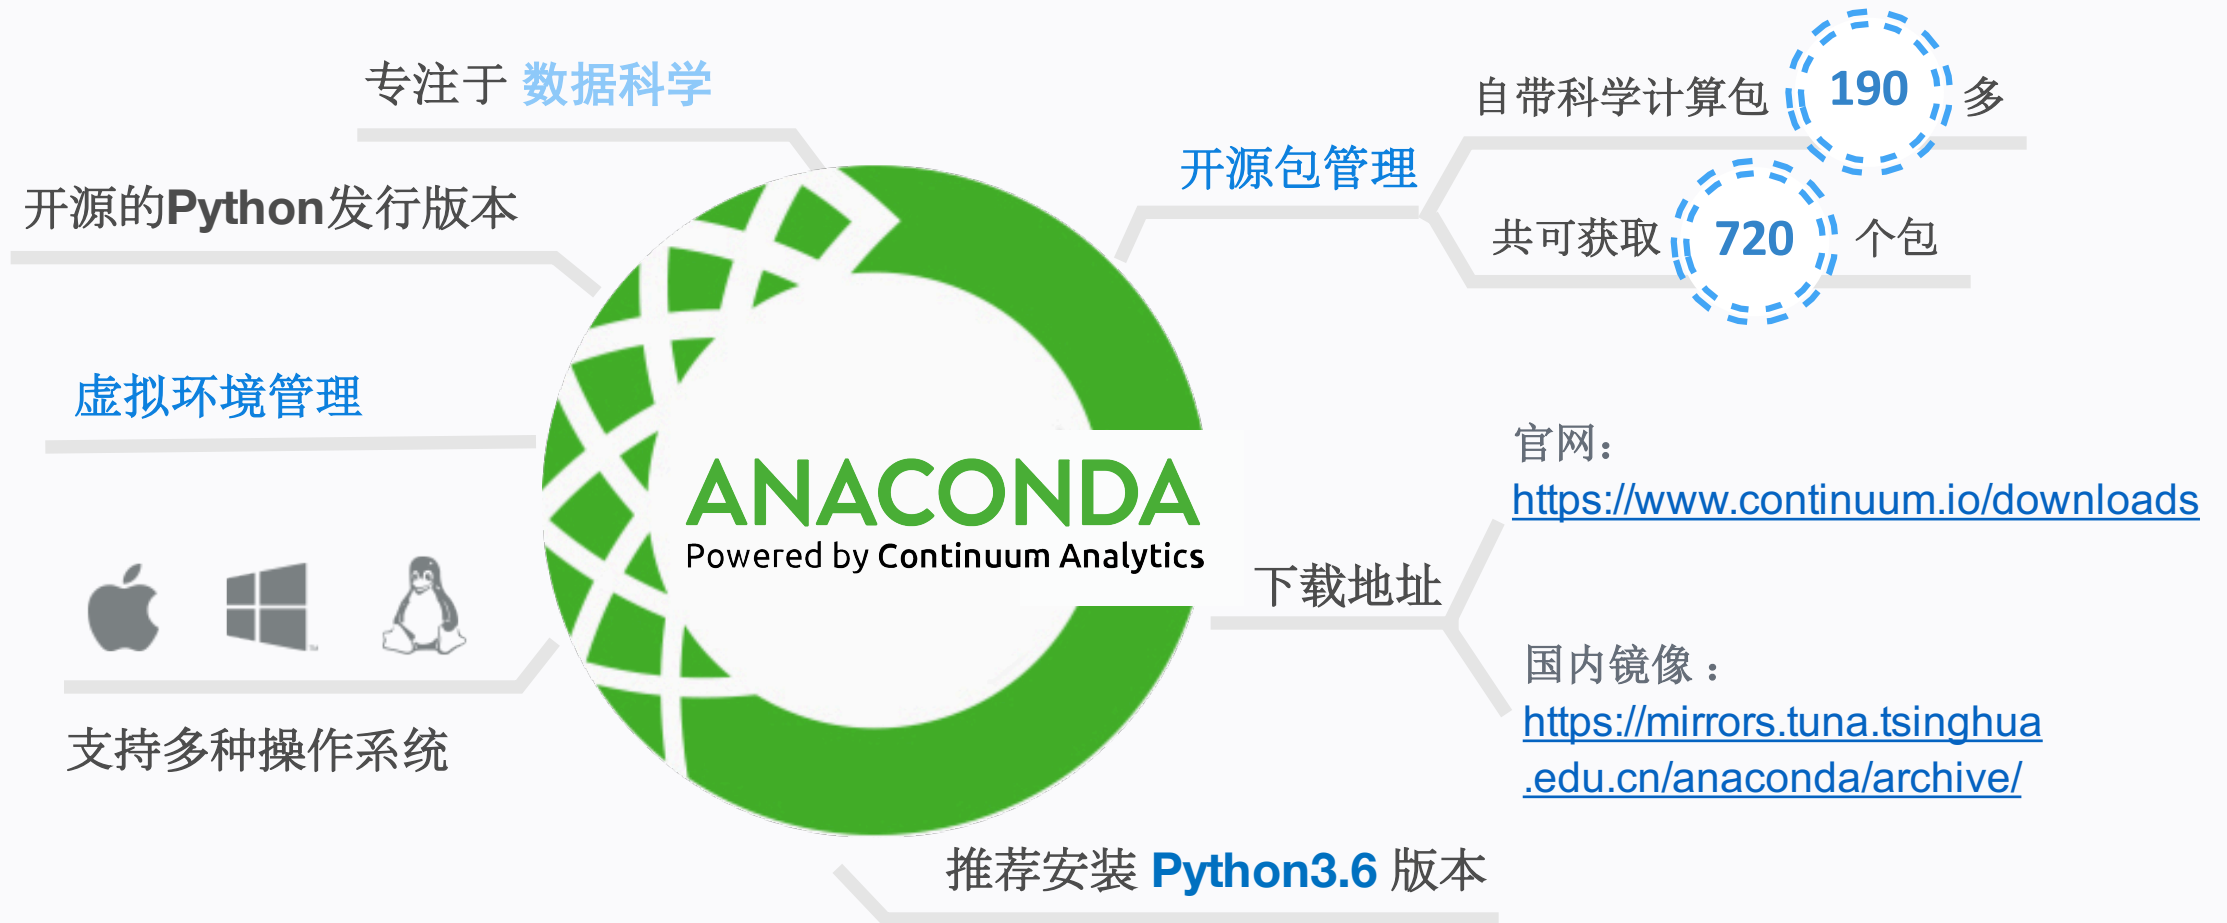 专注于 数据科学
开源的Python发行版本
虚拟环境管理
支持多种操作系统
ANACONDA
Powered by Continuum Analytics
开源包管理
自带科学计算包 190 多
共可获取 720 个包
下载地址
官网：
https://www.continuum.io/downloads
国内镜像：
https://mirrors.tuna.tsinghua
.edu.cn/anaconda/archive/
推荐安装 Python3.6 版本